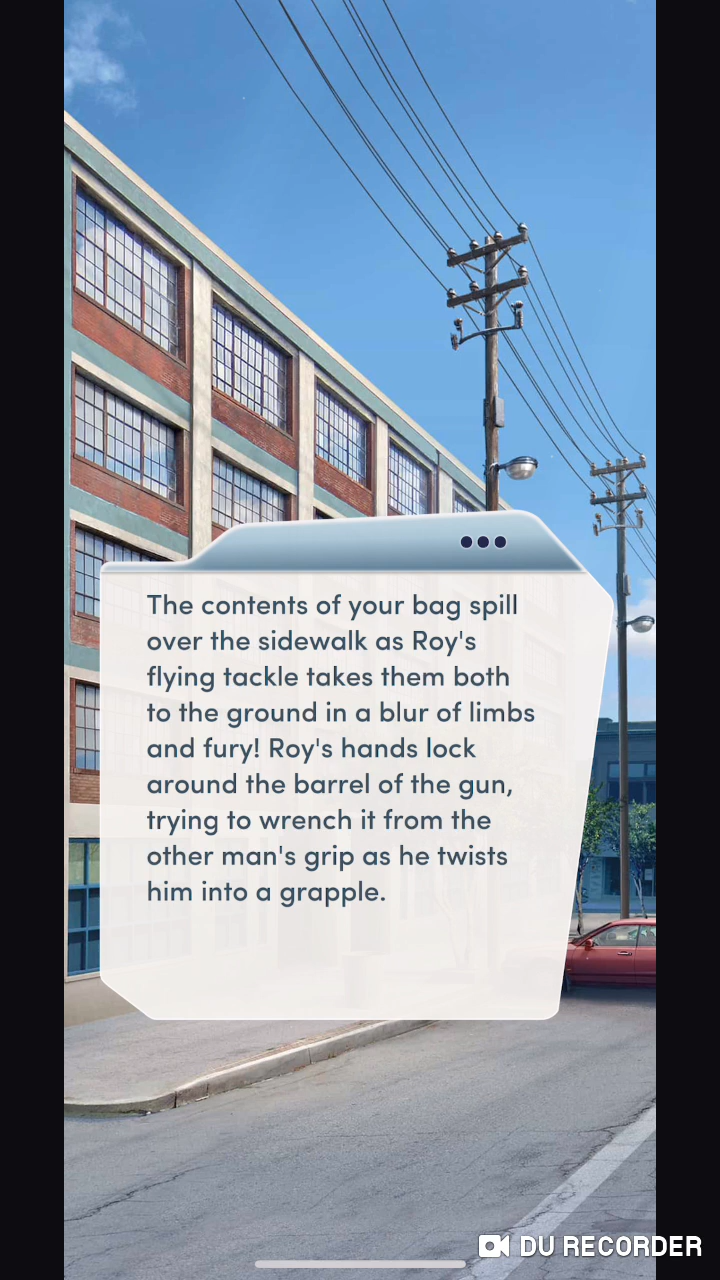 The contents of your bag spill
over the sidewalk as Roy's
flying tackle takes them both
to the ground in a blur of limbs
and fury! Roy's hands lock
around the barrel of the gun,
trying to wrench it from the
other man's grip as he twists
him into a grapple.
DU RECORDER